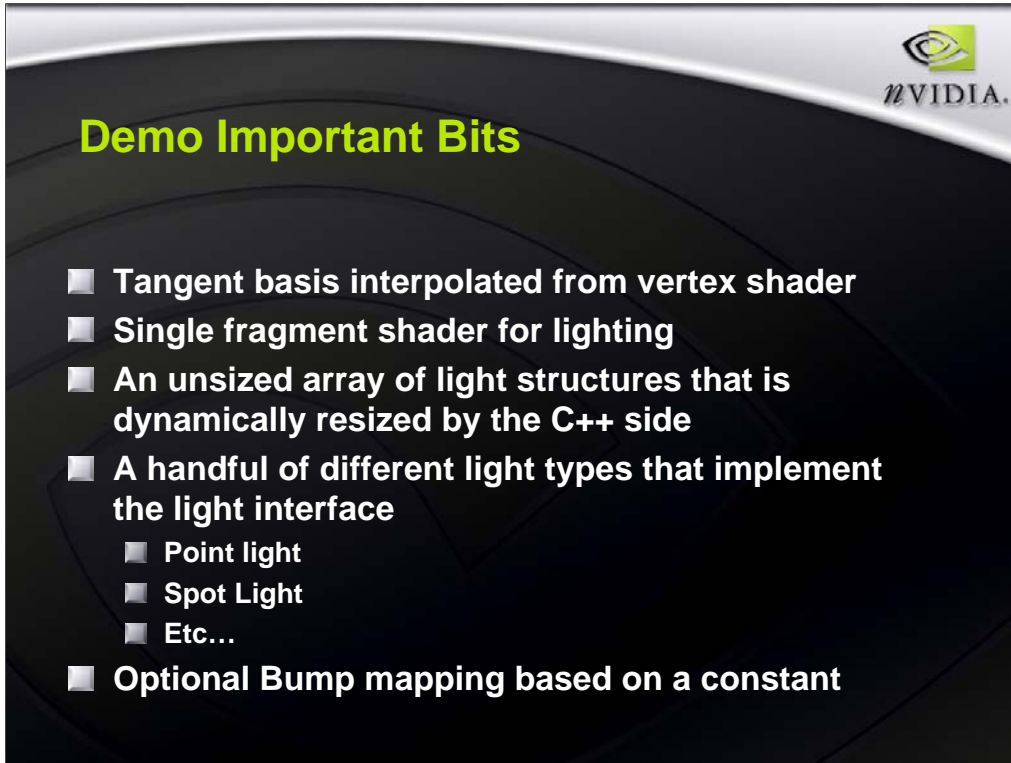 nVIDIA.
Demo Important Bits
Tangent basis interpolated from vertex shader
Single fragment shader for lighting
An unsized array of light structures that is
dynamically resized by the C++ side
A handful of different light types that implement
the light interface
Point light
Spot Light
Etc…
Optional Bump mapping based on a constant